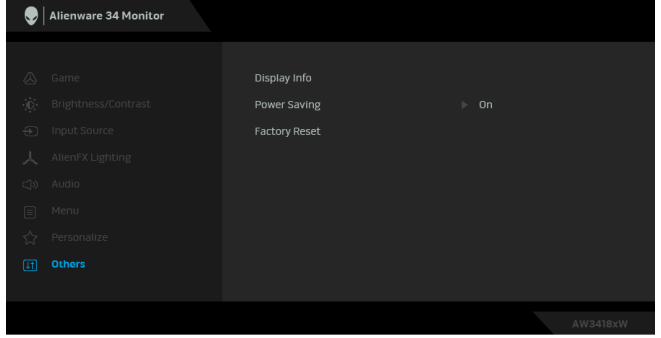 Alienware 34 Monitor
Game
Display Info
Brightness/Contrast
Power Saving
On
Input Source
Factory Reset
AlienFX Lighting
Audio
Menu
Personalize
Others
AW3418xW